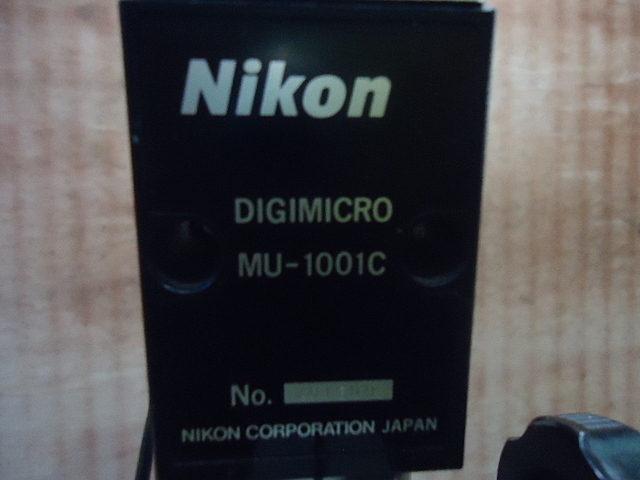 Nikon
DIGIMICRO
MU-1001C
No.
NIKON CORPORATION JAPAN